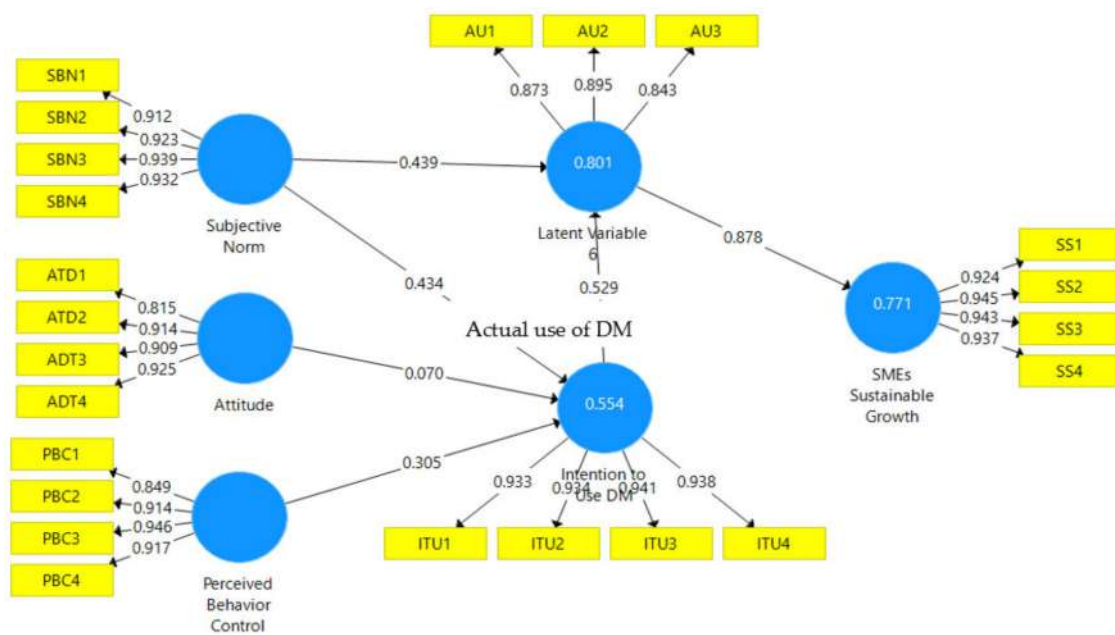 AU1
AU2
AU3
0.873
0.895
0.843
SBN1
SBN2
SBN3
SBN4
0.912
0.923
0.939
0.932
Subjective
Norm
0.439
0.801
Latent Variable
6
0.434
0.529
0.878
Actual use of DM
ATD1
ATD2
ADT3
ADT4
0.815
0.914
0.909
0.925
Attitude
0.070
0.554
Intention to
Use DM
SS1
SS2
SS3
SS4
0.924
0.945
0.943
0.937
0.771
SMEs
Sustainable
Growth
PBC1
PBC2
PBC3
PBC4
0.849
0.914
0.946
0.917
Perceived
Behavior
Control
0.305
0.933
0.934
0.941
0.938
ITU1
ITU2
ITU3
ITU4